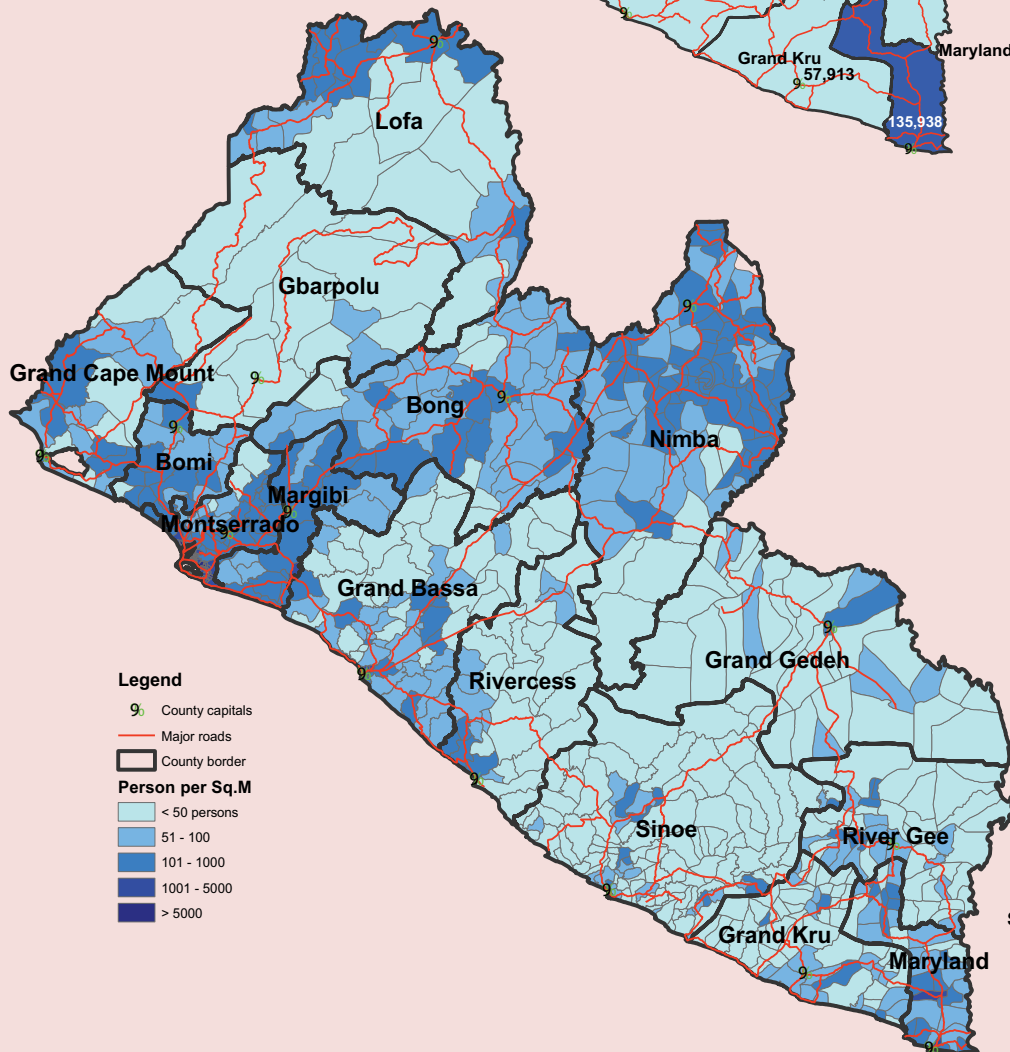 Maryland
Grand Kru
57,913
135,938
Lofa
Gbarpolu
Grand Cape Mount
Bong
Nimba
Bomi
Margibi
Montserrado
Grand Bassa
Grand Gedeh
Rivercess
Sinoe
River Gee
Grand Kru
Maryland
Legend
County capitals
Major roads
County border
Person per Sq.M
< 50 persons
51 - 100
101 - 1000
1001 - 5000
> 5000